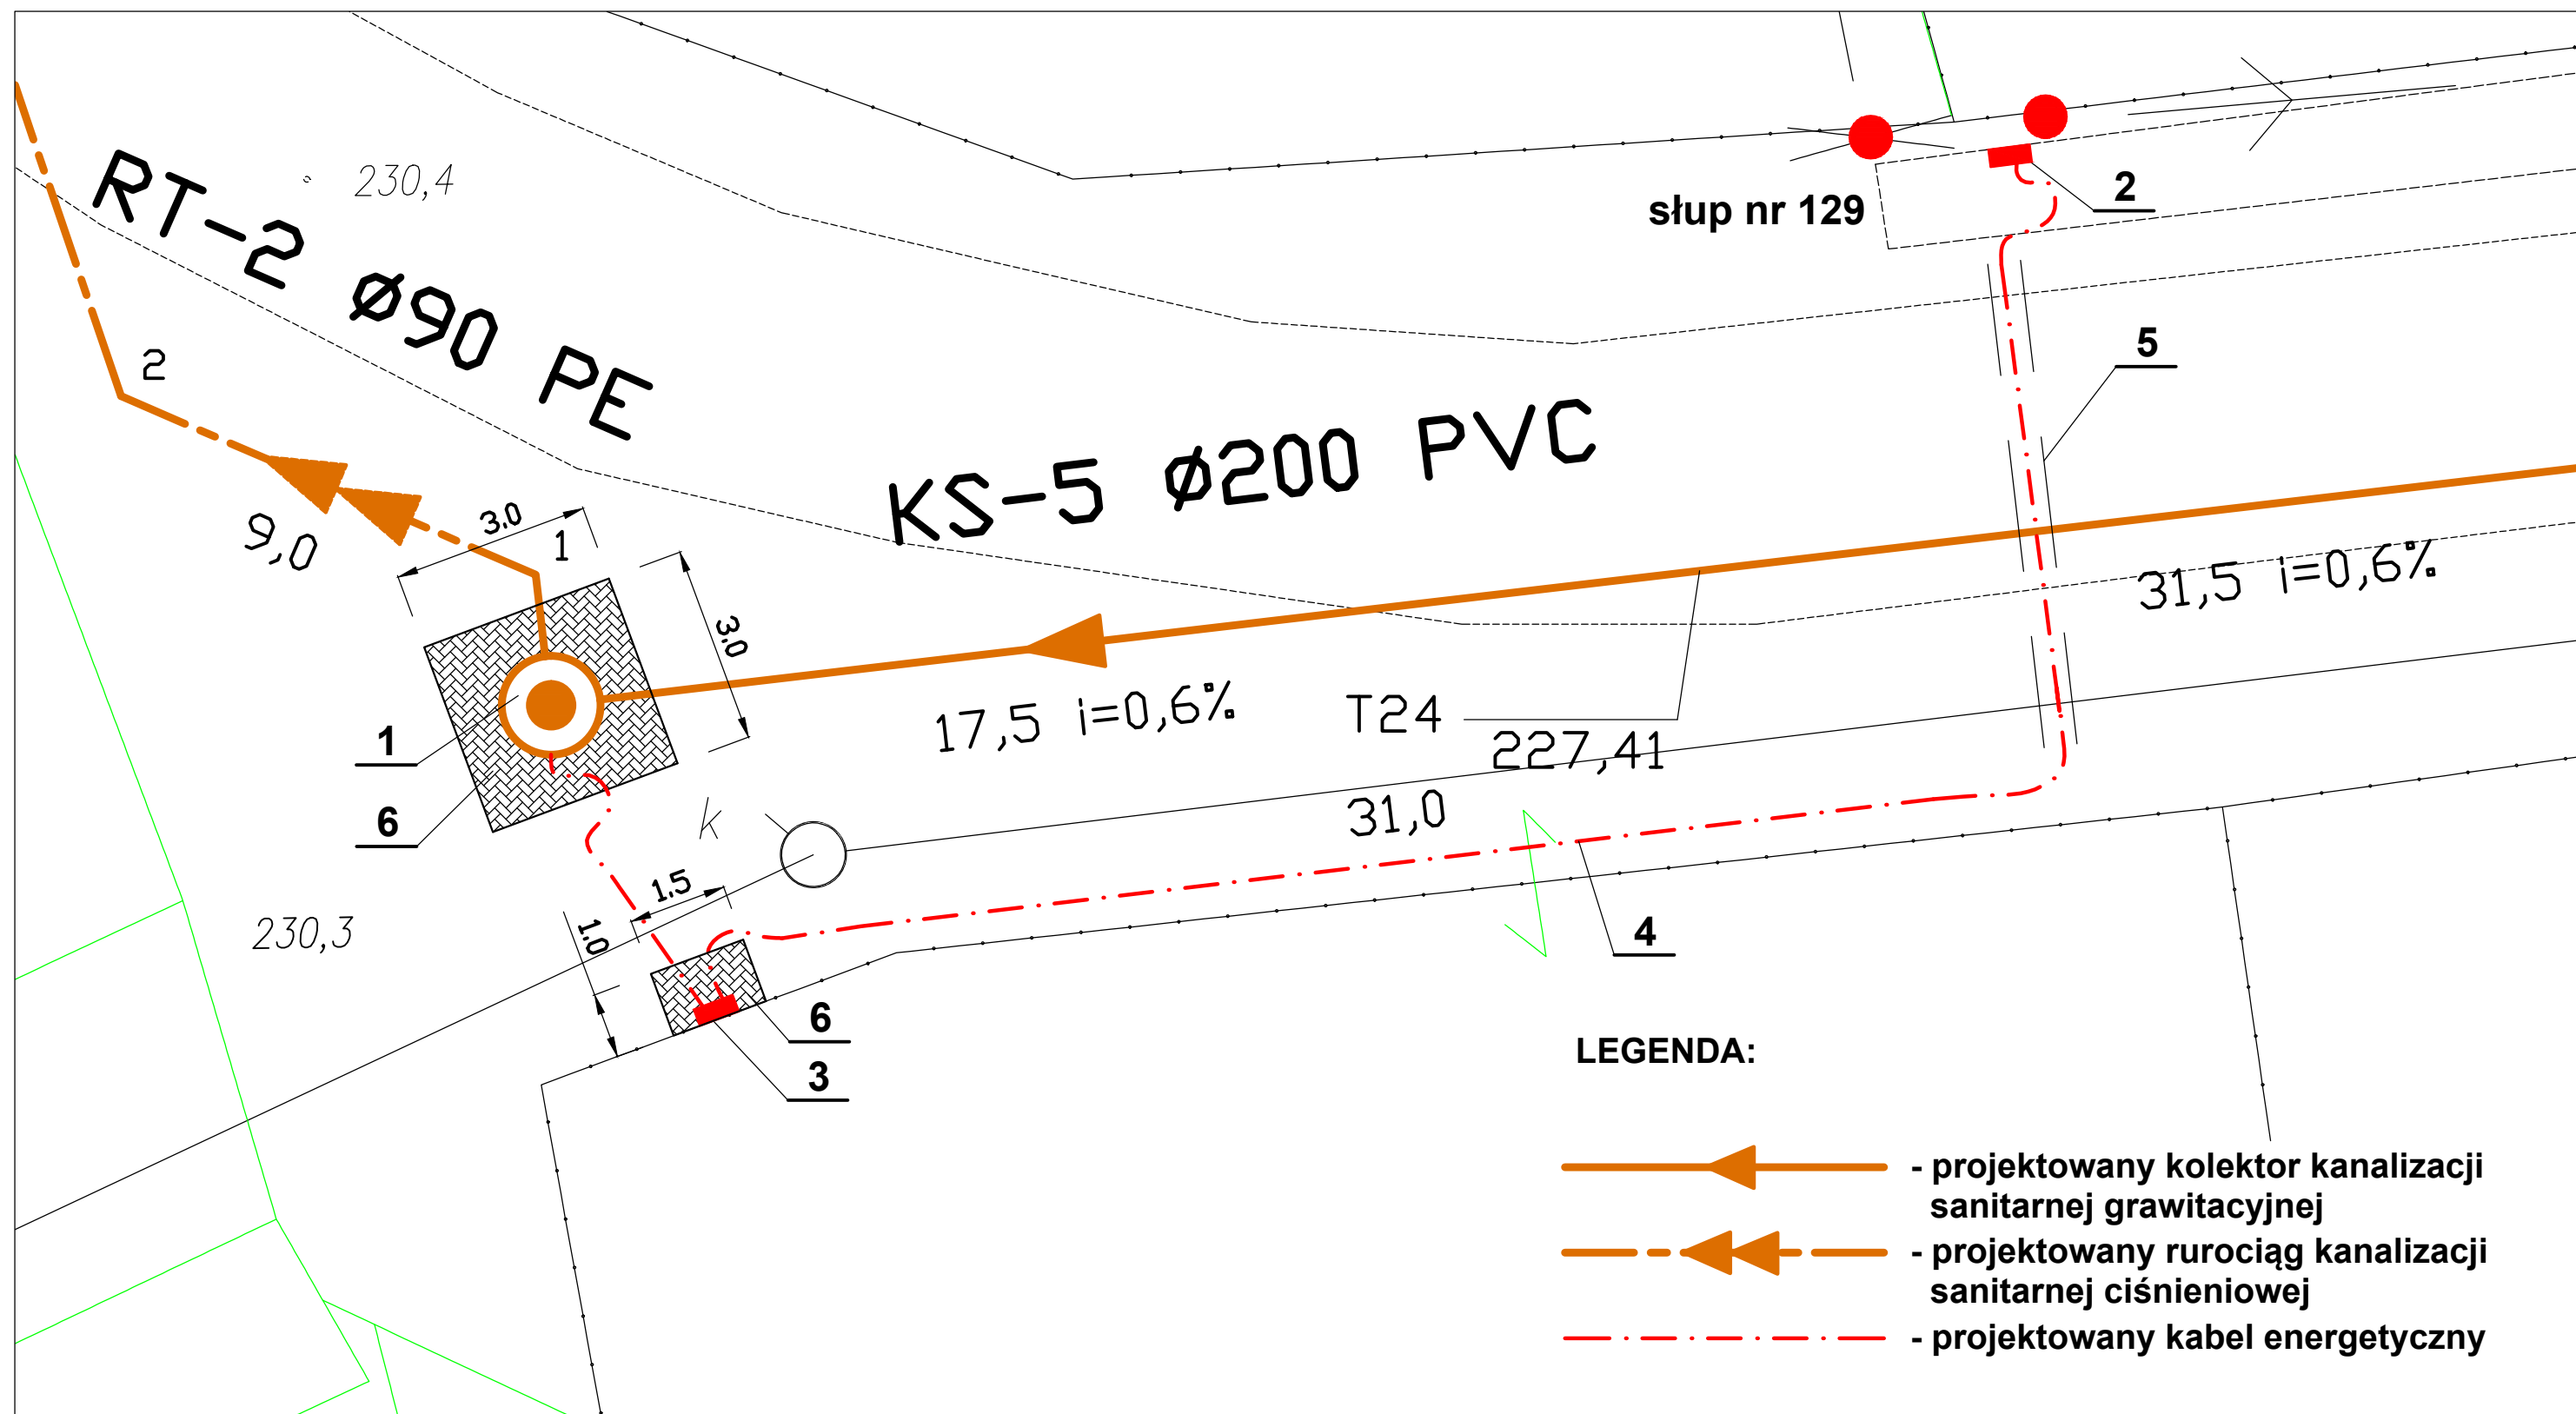 230,4
RT-2 ø90 PE
słup nr 129
2
5
2
9,0
3.0
1
3.0
KS-5 ø200 PVC
31,5 i=0,6%
17,5 i=0,6%
T24
227,41
1
6
k
31,0
1.5
1.0
230,3
4
6
3
LEGENDA:
- projektowany kolektor kanalizacji
sanitarnej grawitacyjnej
- projektowany rurociąg kanalizacji
sanitarnej ciśnieniowej
- projektowany kabel energetyczny